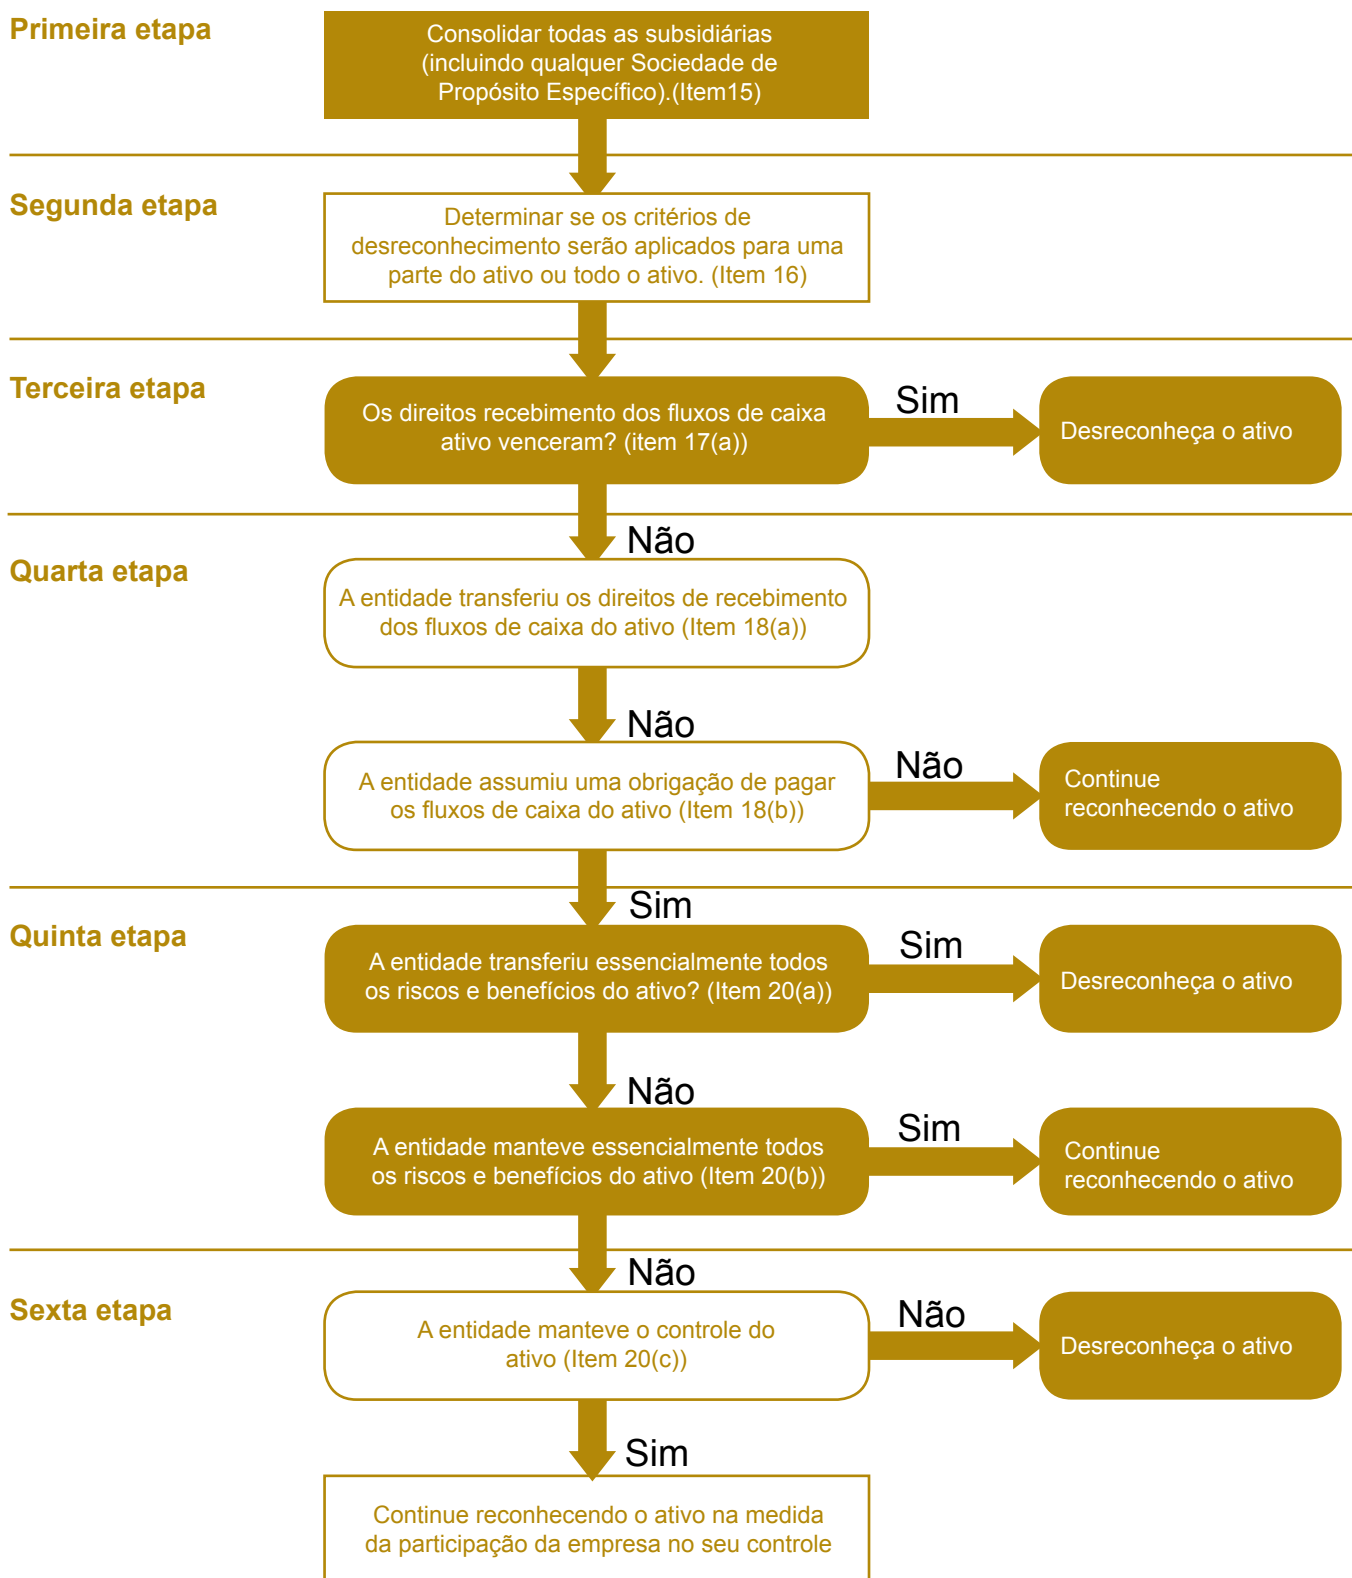 Primeira etapa
Consolidar todas as subsidiárias
(incluindo qualquer Sociedade de
Propósito Específico).(Item15)
Segunda etapa
Determinar se os critérios de
desreconhecimento serão aplicados para uma
parte do ativo ou todo o ativo. (Item 16)
Terceira etapa
Os direitos recebimento dos fluxos de caixa
ativo venceram? (item 17(a))
Sim
Desreconheça o ativo
Não
Quarta etapa
A entidade transferiu os direitos de recebimento
dos fluxos de caixa do ativo (Item 18(a))
Não
A entidade assumiu uma obrigação de pagar
os fluxos de caixa do ativo (Item 18(b))
Não
Continue
reconhecendo o ativo
Sim
Quinta etapa
A entidade transferiu essencialmente todos
os riscos e benefícios do ativo? (Item 20(a))
Sim
Desreconheça o ativo
Não
A entidade manteve essencialmente todos
os riscos e benefícios do ativo (Item 20(b))
Sim
Continue
reconhecendo o ativo
Não
Sexta etapa
A entidade manteve o controle do
ativo (Item 20(c))
Não
Desreconheça o ativo
Sim
Continue reconhecendo o ativo na medida
da participação da empresa no seu controle